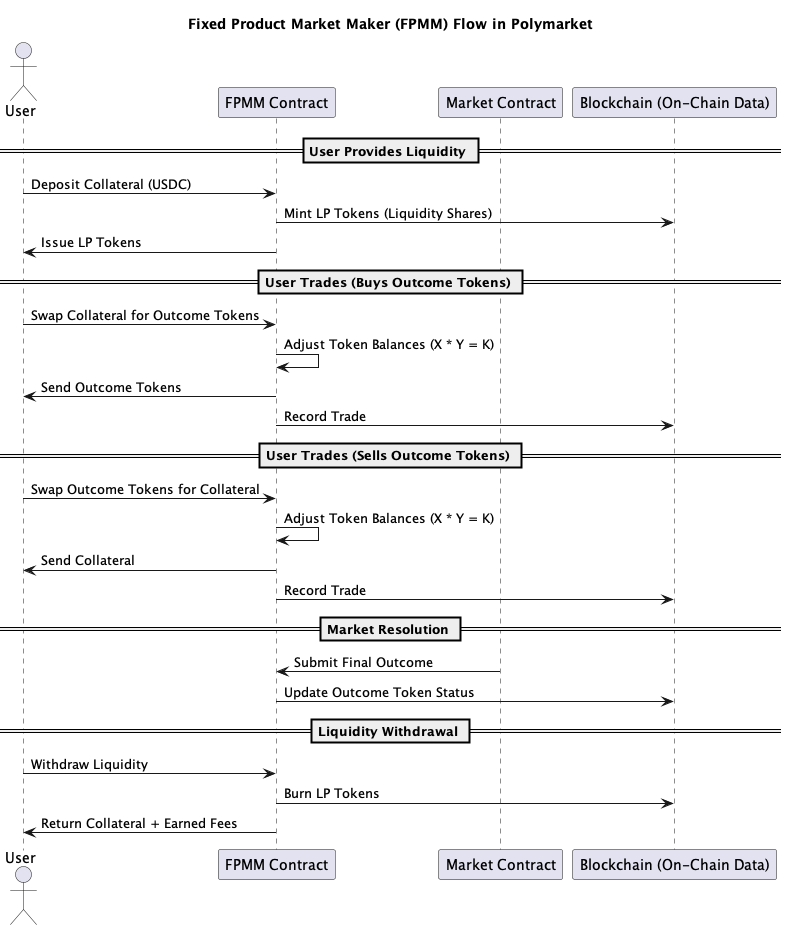 Fixed Product Market Maker (FPMM) Flow in Polymarket
User
FPMM Contract
Market Contract
Blockchain (On-Chain Data)
User Provides Liquidity
Deposit Collateral (USDC)
Mint LP Tokens (Liquidity Shares)
Issue LP Tokens
User Trades (Buys Outcome Tokens)
Swap Collateral for Outcome Tokens
Adjust Token Balances (X * Y = K)
Send Outcome Tokens
Record Trade
User Trades (Sells Outcome Tokens)
Swap Outcome Tokens for Collateral
Adjust Token Balances (X * Y = K)
Send Collateral
Record Trade
Market Resolution
Submit Final Outcome
Update Outcome Token Status
Liquidity Withdrawal
Withdraw Liquidity
Burn LP Tokens
Return Collateral + Earned Fees
User
FPMM Contract
Market Contract
Blockchain (On-Chain Data)